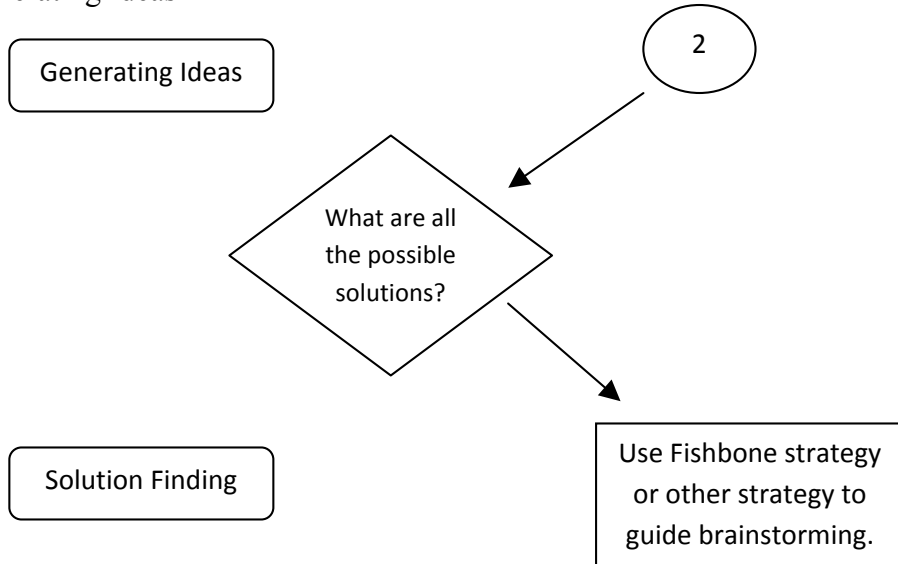 Generating Ideas
2
What are all
the possible
solutions?
Solution Finding
Use Fishbone strategy
or other strategy to
guide brainstorming.